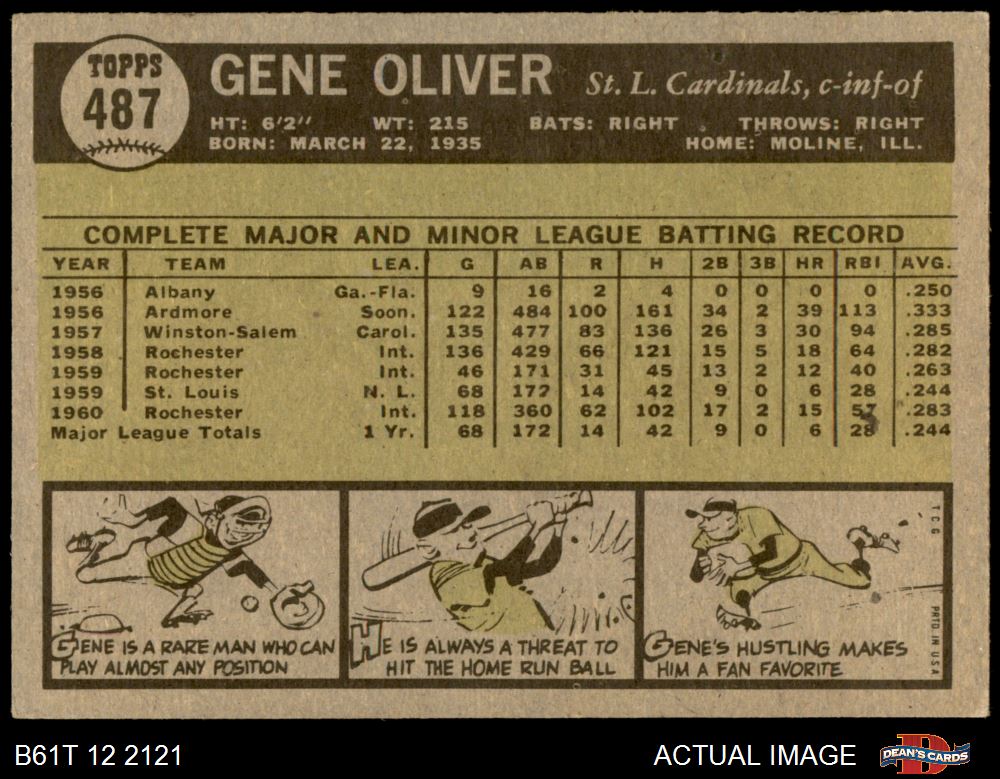 TOPPS
487
GENE OLIVER St. L. Cardinals, c-inf-of
HT: 6'2" WT: 215 BATS: RIGHT THROWS: RIGHT
BORN: MARCH 22, 1935 HOME: MOLINE, ILL.
COMPLETE MAJOR AND MINOR LEAGUE BATTING RECORD
YEAR TEAM LEA. G AB R H 2B 3B HR RBI AVG.
1956 Albany Ga.-Fla. 9 16 2 4 0 0 0 0 .250
1956 Ardmore Soon. 122 484 100 161 34 2 39 113 .333
1957 Winston-Salem Carol. 135 477 83 136 26 3 30 94 .285
1958 Rochester Int. 136 429 66 121 15 5 18 64 .282
1959 Rochester Int. 46 171 31 45 13 2 12 40 .263
1959 St. Louis N. L. 68 172 14 42 9 0 6 28 .244
1960 Rochester Int. 118 360 62 102 17 2 15 57 .283
Major League Totals 1 Yr. 68 172 14 42 9 0 6 28 .244
GENE IS A RARE MAN WHO CAN
PLAY ALMOST ANY POSITION
HE IS ALWAYS A THREAT TO
HIT THE HOME RUN BALL
GENE'S HUSTLING MAKES
HIM A FAN FAVORITE
T.C.G. PRTD. IN U.S.A.
B61T 12 2121 ACTUAL IMAGE
DEAN'S CARDS